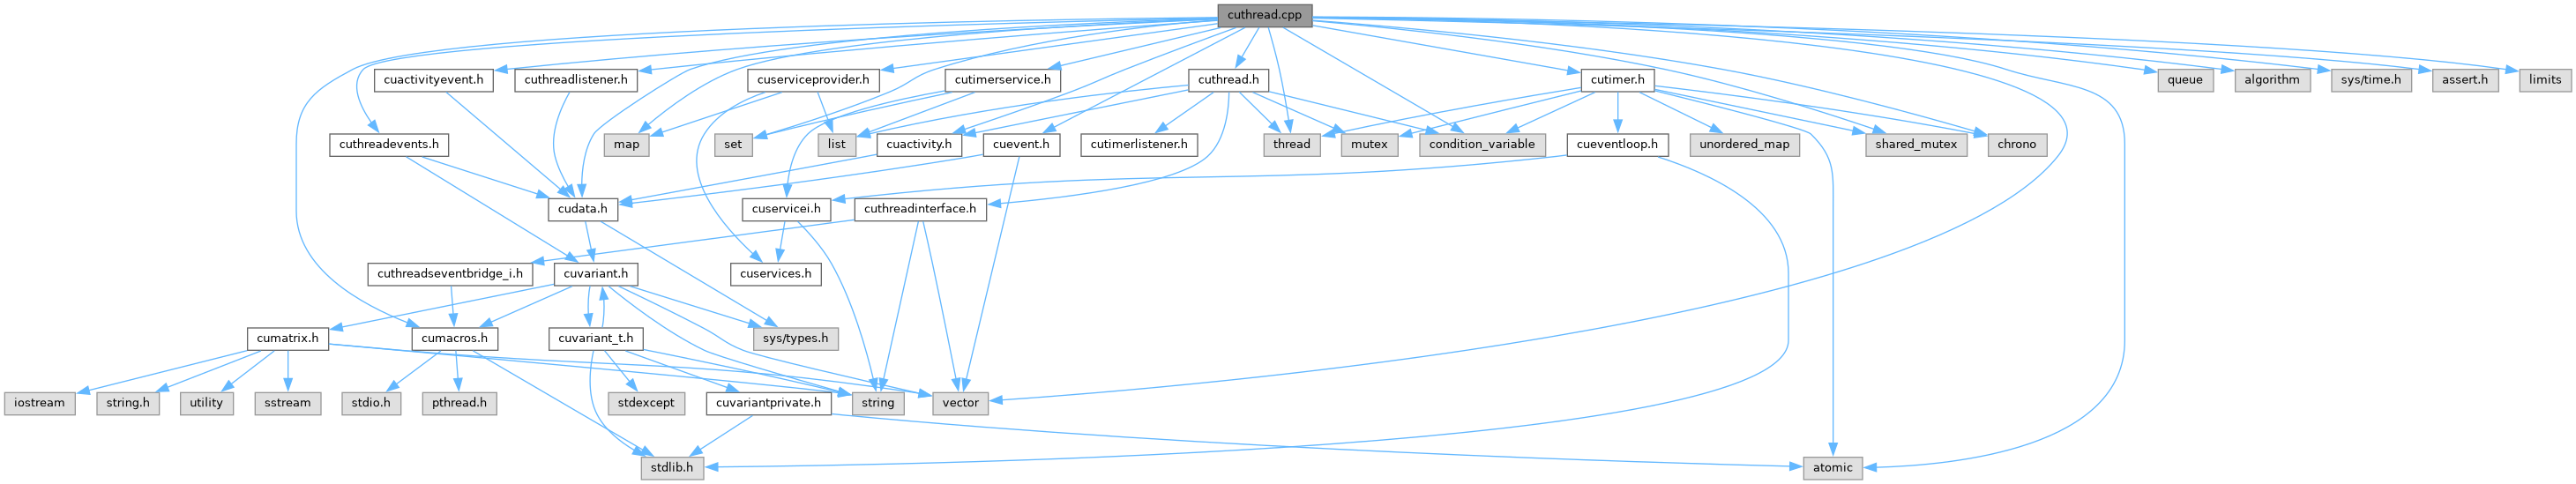 cuthread.cpp
cuactivityevent.h
cuthreadlistener.h
cuserviceprovider.h
cutimerservice.h
cuthread.h
cutimer.h
queue
algorithm
sys/time.h
assert.h
limits
cuthreadevents.h
map
set
list
cuactivity.h
cuevent.h
cutimerlistener.h
thread
mutex
condition_variable
cueventloop.h
unordered_map
shared_mutex
chrono
cudata.h
cuservicei.h
cuthreadinterface.h
cuthreadseventbridge_i.h
cuvariant.h
cuservices.h
cumatrix.h
cumacros.h
cuvariant_t.h
sys/types.h
iostream
string.h
utility
sstream
stdio.h
pthread.h
stdexcept
cuvariantprivate.h
string
vector
stdlib.h
atomic